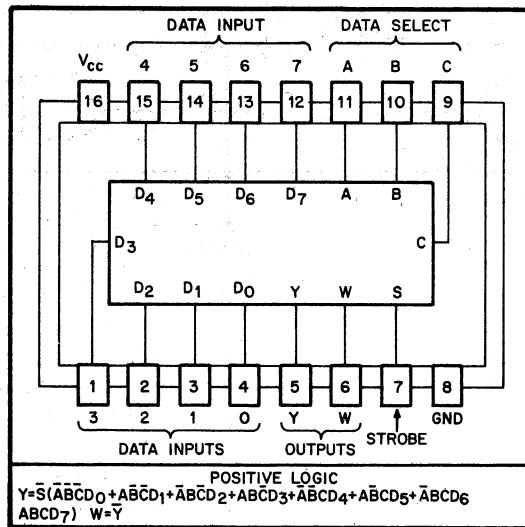 DATA INPUT DATA SELECT
VCC 4 5 6 7 A B C
16 15 14 13 12 11 10 9
D4 D5 D6 D7 A B
D3 C
D2 D1 D0 Y W S
1 2 3 4 5 6 7 8
3 2 1 0 Y W GND
DATA INPUTS OUTPUTS STROBE
POSITIVE LOGIC
Y=S̄(ĀB̄C̄D0+AB̄C̄D1+ĀBC̄D2+ABC̄D3+ĀB̄CD4+AB̄CD5+ĀBCD6
ABCD7) W=Ȳ